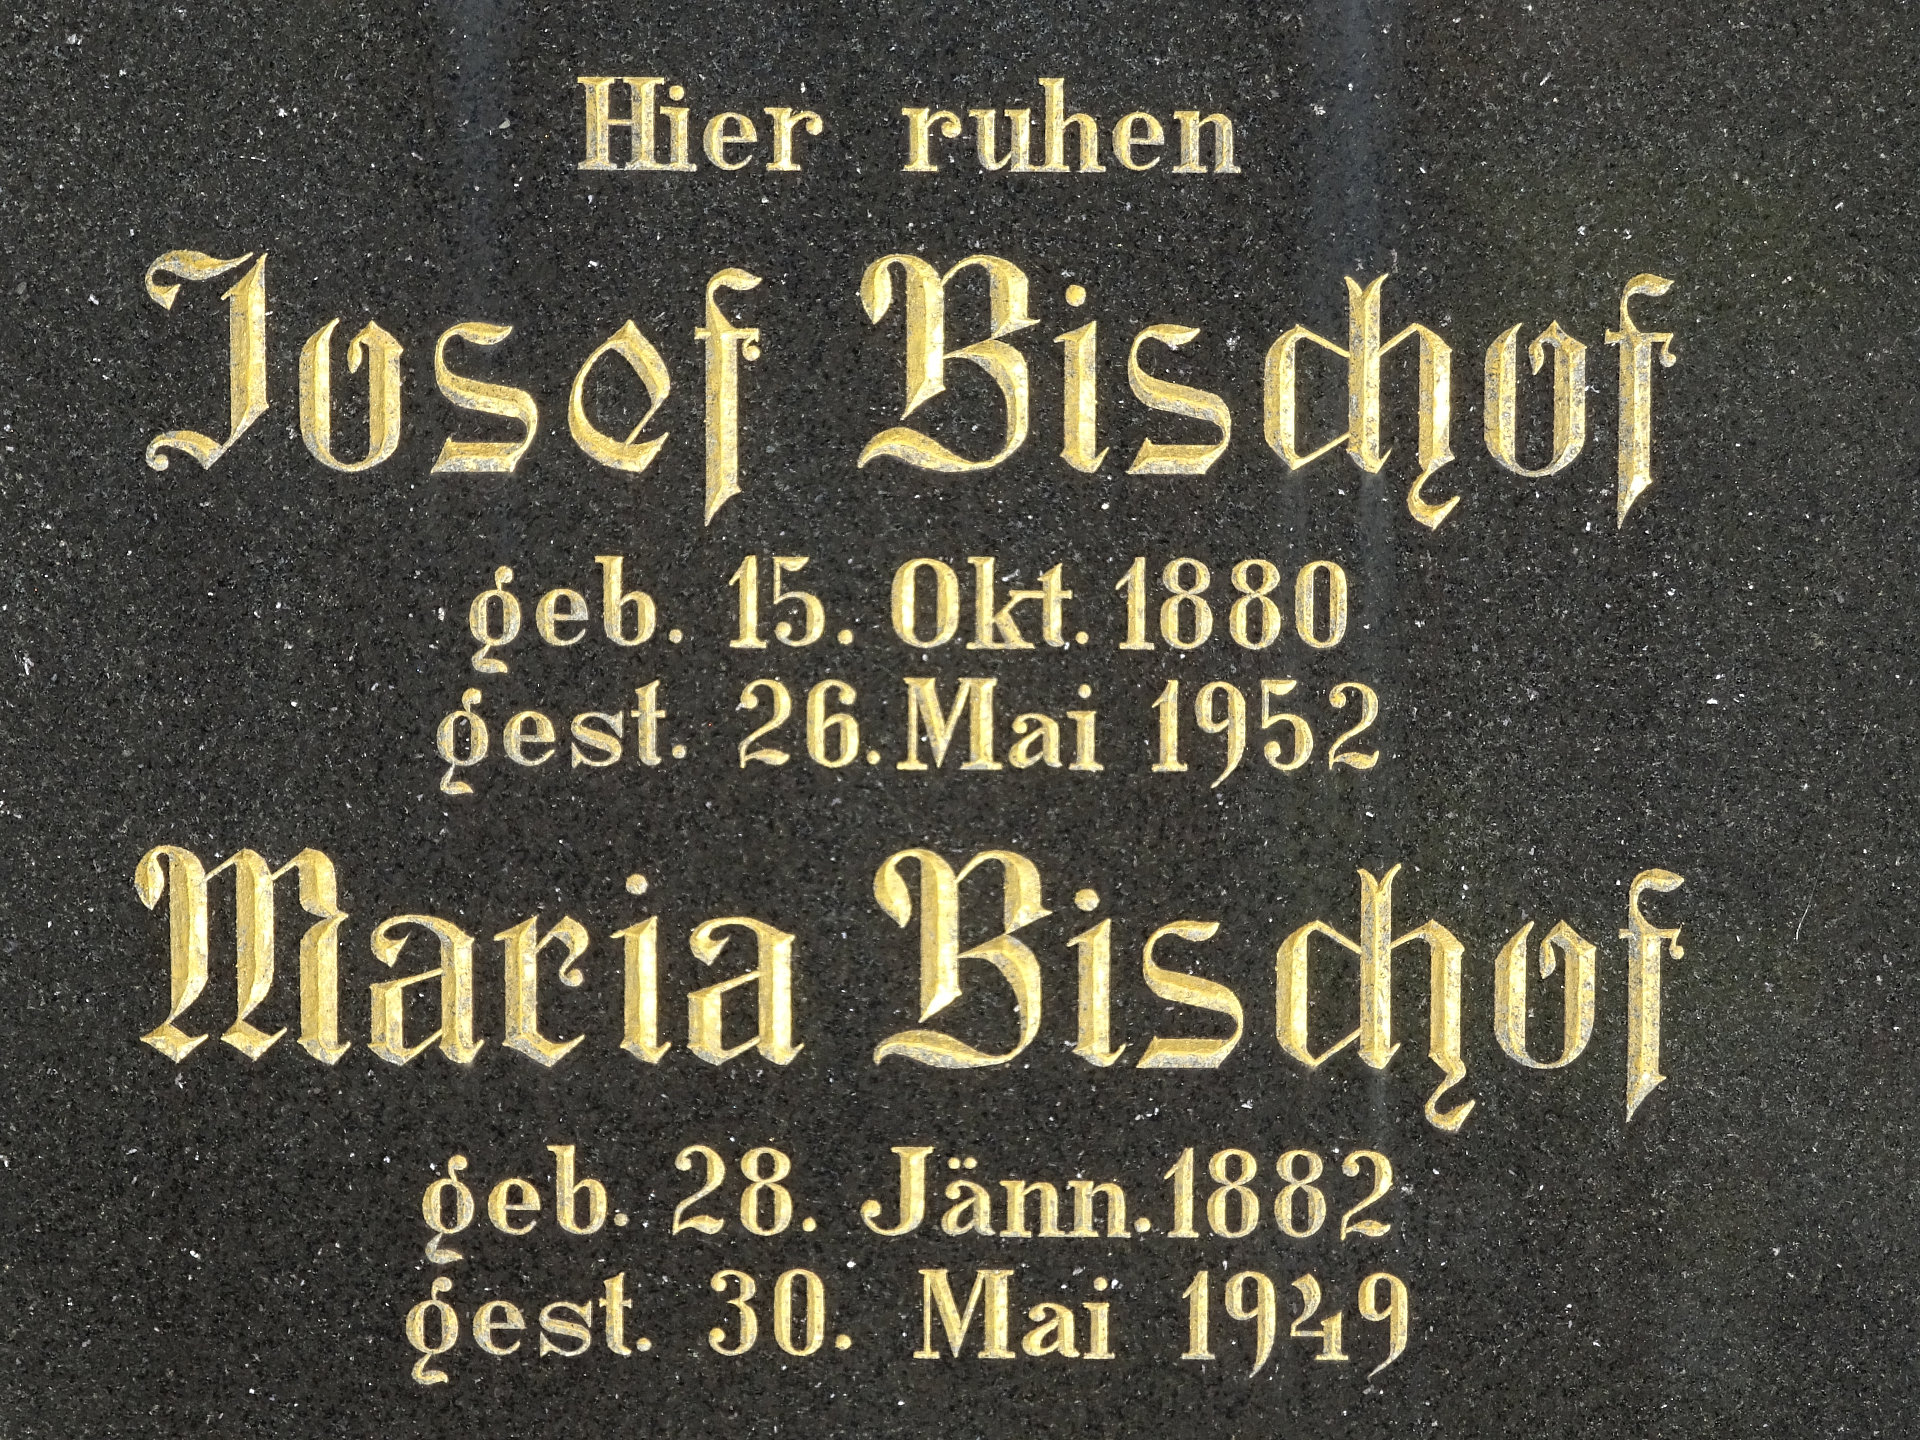 Hier ruhen
Josef Bischof
geb. 15. Okt. 1880
gest. 26. Mai 1952
Maria Bischof
geb. 28. Jänn. 1882
gest. 30. Mai 1949